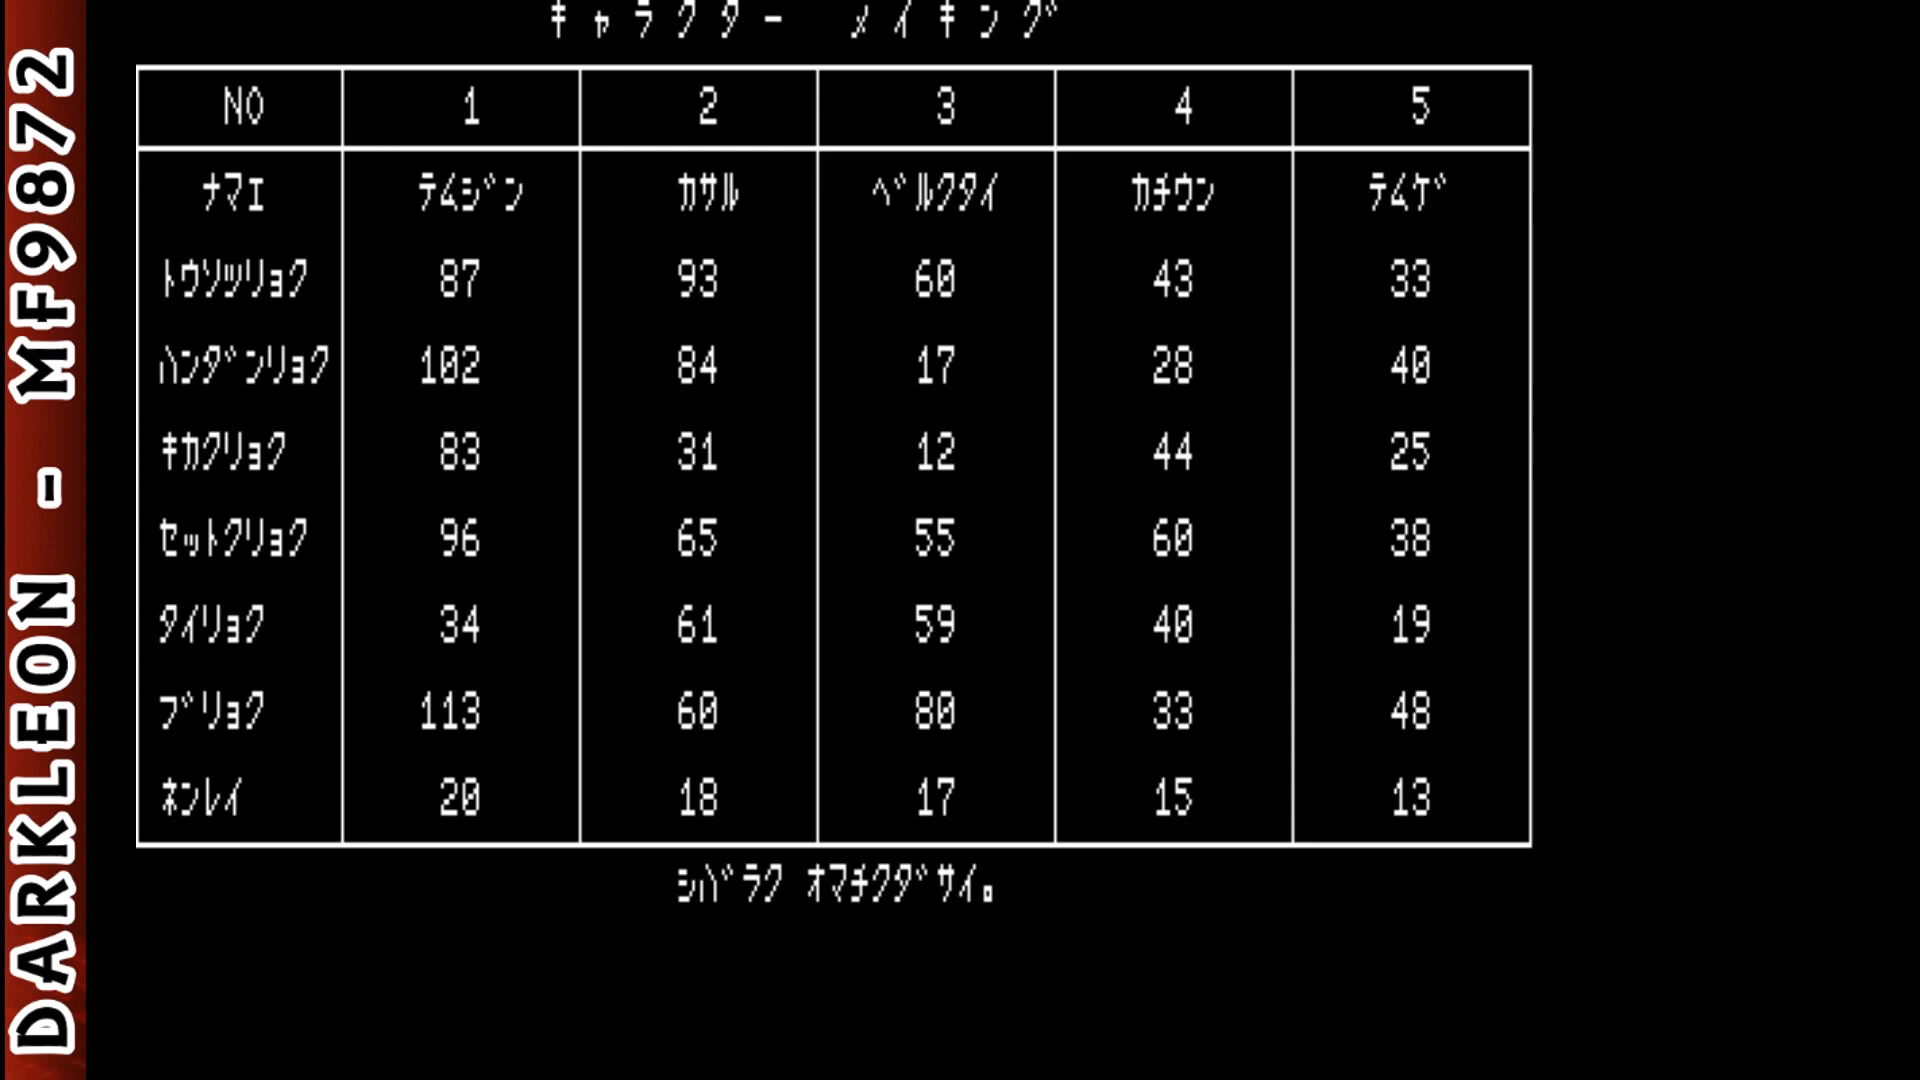 キャラクター メイキング
NO 1 2 3 4 5
ナマエ テムジン カサル ベルクタイ カチウン テムゲ
トウソツリョク 87 93 60 43 33
ハンダンリョク 102 84 17 28 40
キカクリョク 83 31 12 44 25
セットクリョク 96 65 55 60 38
タイリョク 34 61 59 40 19
ブリョク 113 60 80 33 48
ネンレイ 20 18 17 15 13
シバラク オマチクダサイ。
DARKLEON - MF9872